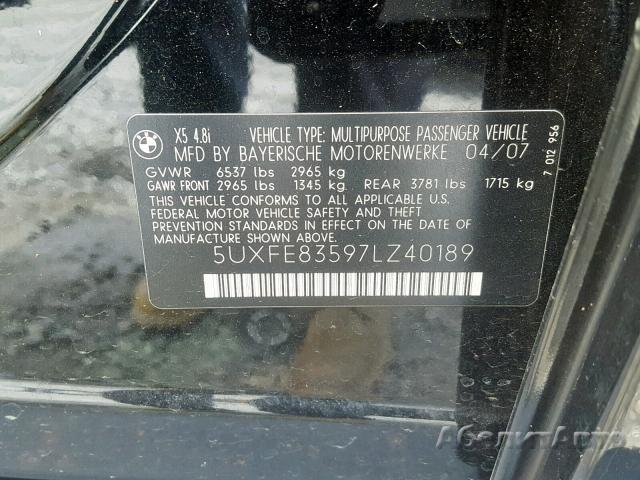 BMW
X5 4.8i VEHICLE TYPE: MULTIPURPOSE PASSENGER VEHICLE
MFD BY BAYERISCHE MOTORENWERKE 04/07
GVWR 6537 lbs 2965 kg
GAWR FRONT 2965 lbs 1345 kg REAR 3781 lbs 1715 kg
THIS VEHICLE CONFORMS TO ALL APPLICABLE U.S.
FEDERAL MOTOR VEHICLE SAFETY AND THEFT
PREVENTION STANDARDS IN EFFECT ON THE DATE
OF MANUFACTURE SHOWN ABOVE.
5UXFE83597LZ40189
7 012 956
АвелитАвто